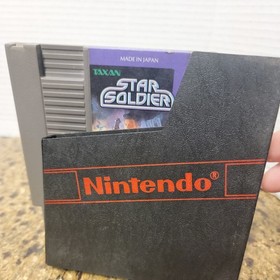 MADE IN JAPAN
TAXAN
STAR
SOLDIER
Nintendo®